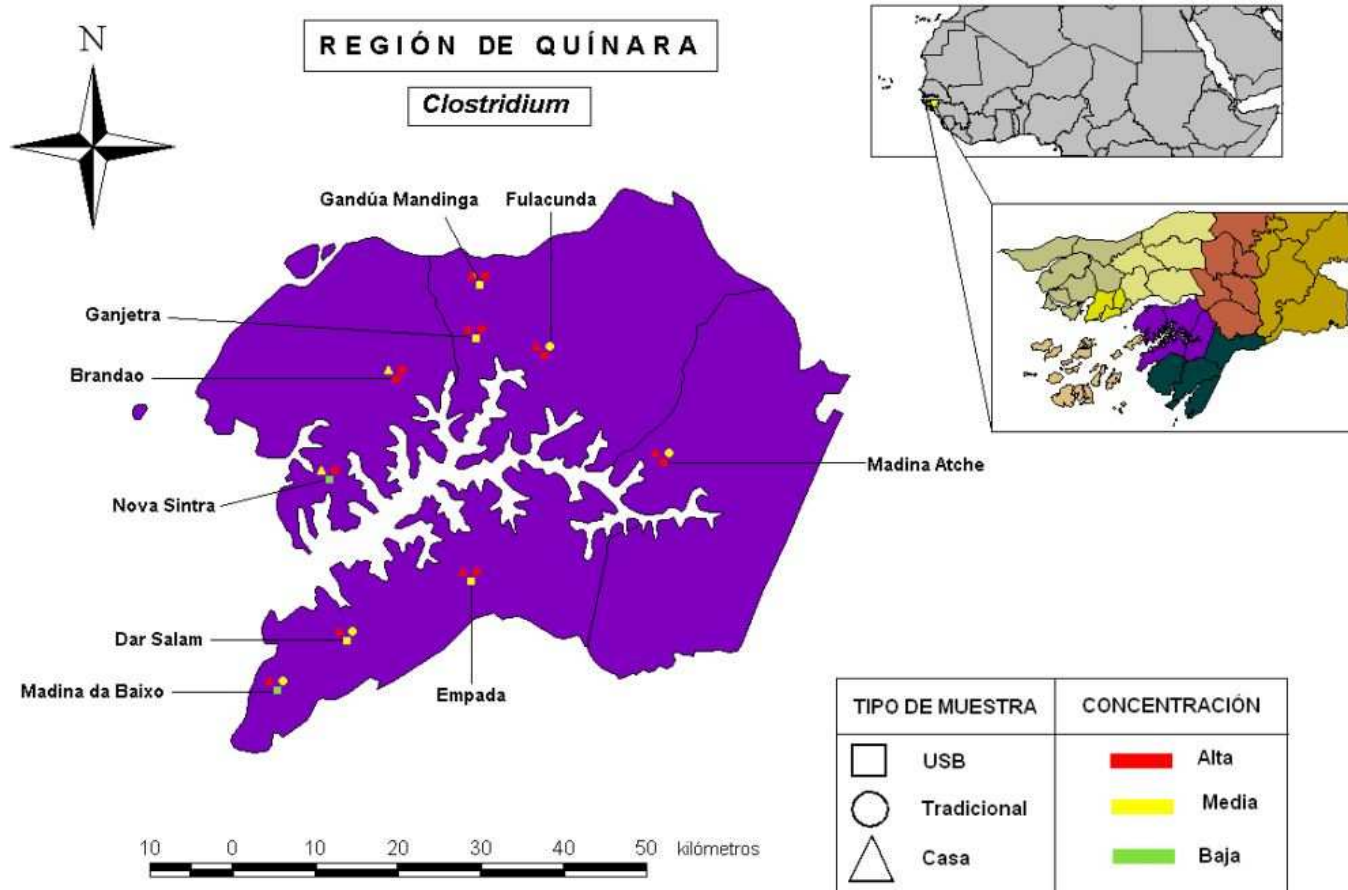 N
REGIÓN DE QUÍNARA
Clostridium
Gandúa Mandinga
Fulacunda
Ganjetra
Brandao
Madina Atche
Nova Sintra
Dar Salam
Madina da Baixo
Empada
TIPO DE MUESTRA
CONCENTRACIÓN
USB
Alta
Tradicional
Media
Casa
Baja
10 0 10 20 30 40 50 kilómetros